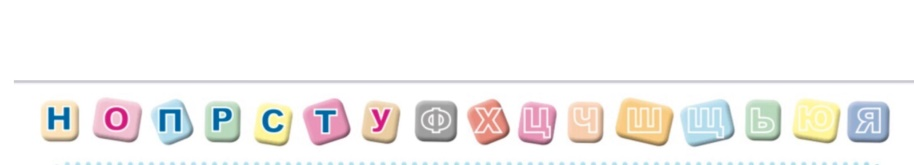 Н О П Р С Т У Ф Х Ц Ч Ш Щ Ь Ю Я